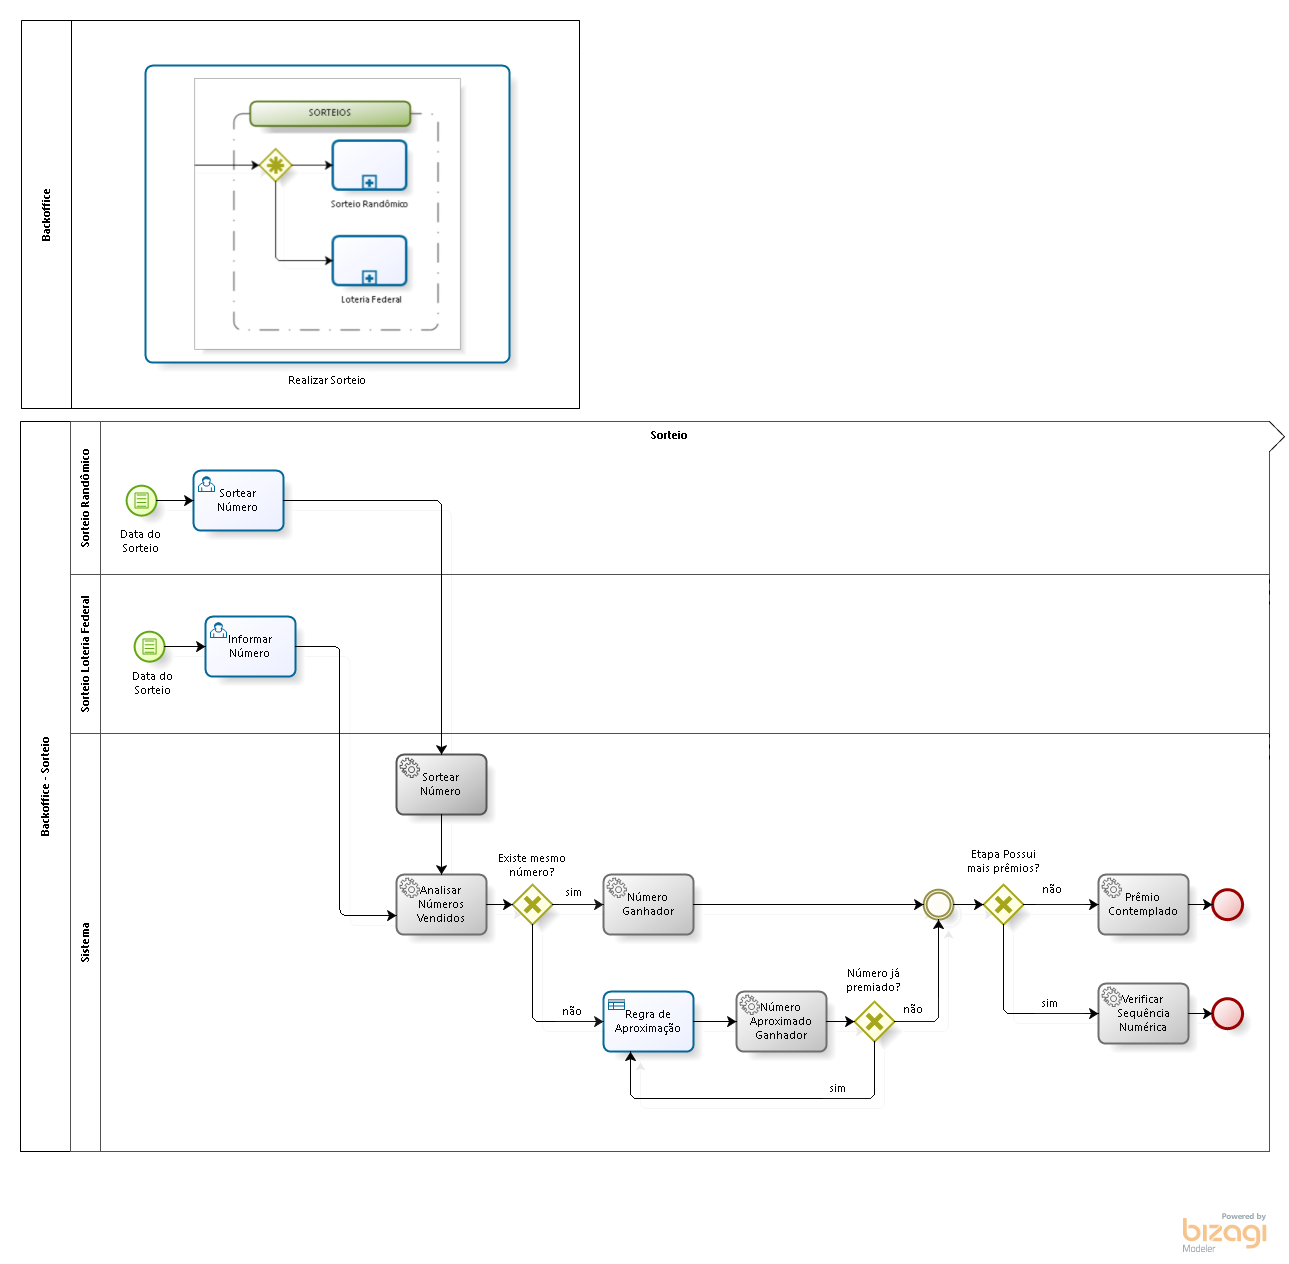 Backoffice
SORTEIOS
Sorteio Randômico
Loteria Federal
Realizar Sorteio
Backoffice - Sorteio
Sorteio
Sorteio Randômico
Sortear
Número
Data do
Sorteio
Sorteio Loteria Federal
Informar
Número
Data do
Sorteio
Sistema
Sortear
Número
Analisar
Números
Vendidos
Existe mesmo
número?
sim
Número
Ganhador
Etapa Possui
mais prêmios?
não
Prêmio
Contemplado
não
Regra de
Aproximação
Número
Aproximado
Ganhador
Número já
premiado?
não
sim
sim
Verificar
Sequência
Numérica
Powered by
bizagi
Modeler